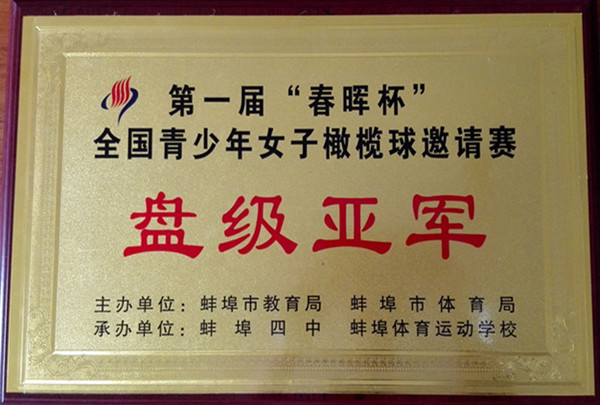 第一届“春晖杯”
全国青少年女子橄榄球邀请赛
盘级亚军
主办单位：蚌埠市教育局 蚌埠市体育局
承办单位：蚌埠四中 蚌埠体育运动学校